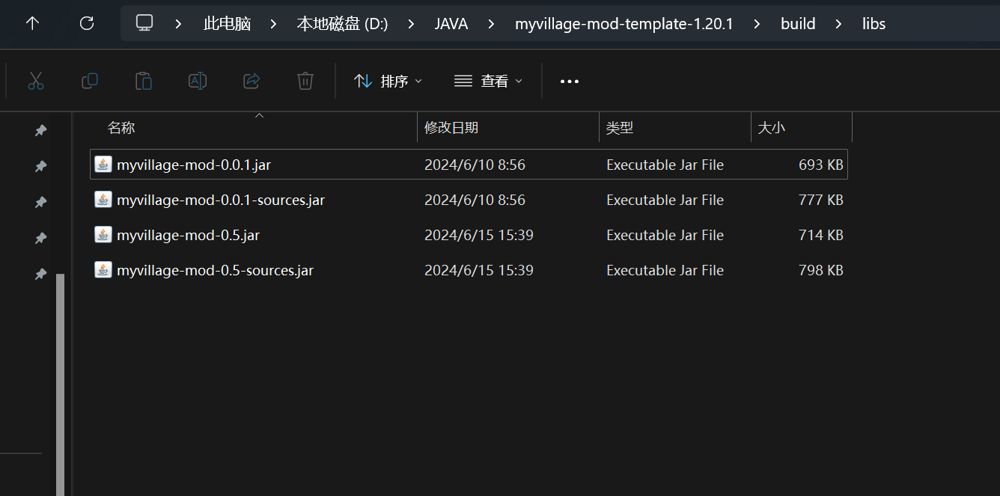 此电脑 本地磁盘 (D:) JAVA myvillage-mod-template-1.20.1 build libs
排序 查看
名称 修改日期 类型 大小
myvillage-mod-0.0.1.jar 2024/6/10 8:56 Executable Jar File 693 KB
myvillage-mod-0.0.1-sources.jar 2024/6/10 8:56 Executable Jar File 777 KB
myvillage-mod-0.5.jar 2024/6/15 15:39 Executable Jar File 714 KB
myvillage-mod-0.5-sources.jar 2024/6/15 15:39 Executable Jar File 798 KB